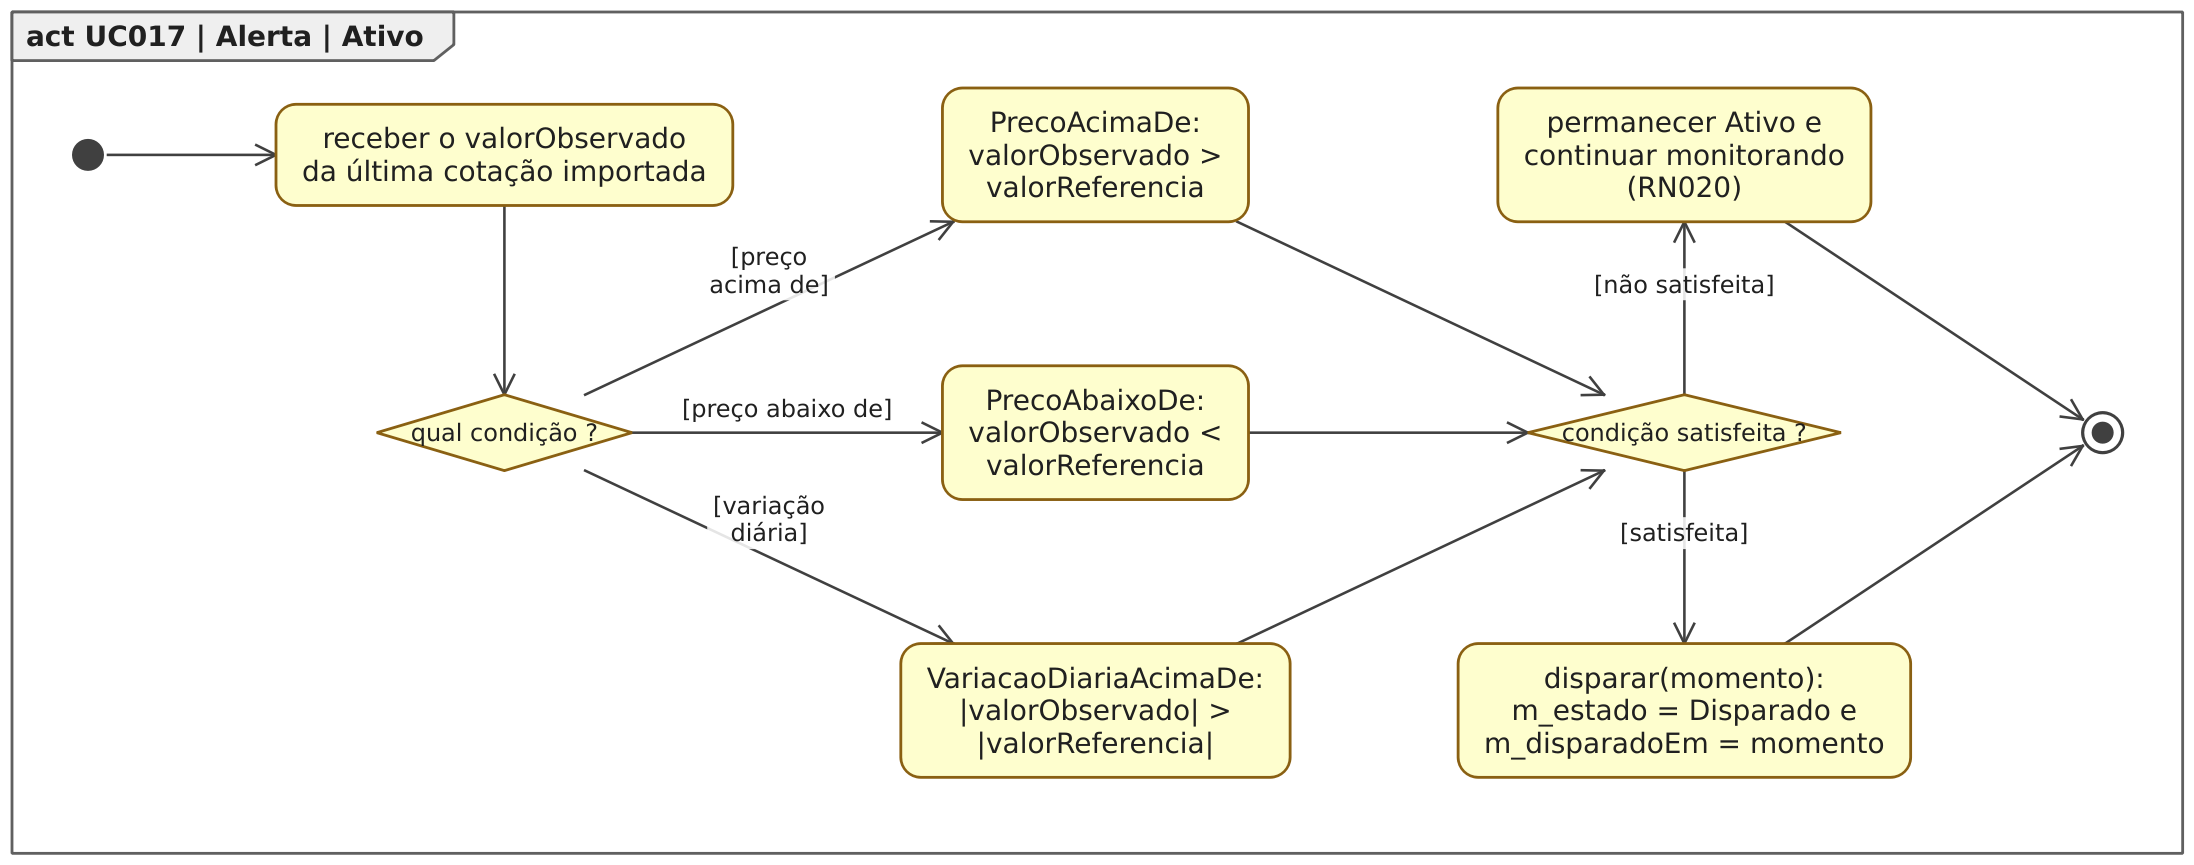 act UC017 | Alerta | Ativo
receber o valorObservado
da última cotação importada
qual condição ?
[preço
acima de]
[preço abaixo de]
[variação
diária]
PrecoAcimaDe:
valorObservado >
valorReferencia
PrecoAbaixoDe:
valorObservado <
valorReferencia
VariacaoDiariaAcimaDe:
|valorObservado| >
|valorReferencia|
condição satisfeita ?
[não satisfeita]
permanecer Ativo e
continuar monitorando
(RN020)
[satisfeita]
disparar(momento):
m_estado = Disparado e
m_disparadoEm = momento